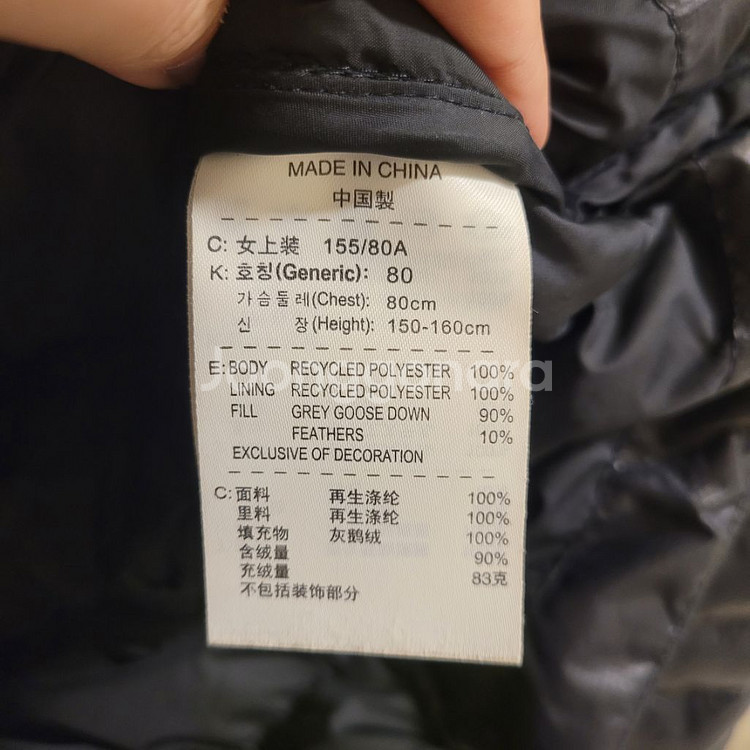 MADE IN CHINA
中国製
C: 女上装 155/80A
K: 호칭(Generic): 80
가슴둘레(Chest): 80cm
신 장(Height): 150-160cm
E: BODY RECYCLED POLYESTER 100%
LINING RECYCLED POLYESTER 100%
FILL GREY GOOSE DOWN 90%
FEATHERS 10%
EXCLUSIVE OF DECORATION
C: 面料 再生涤纶 100%
里料 再生涤纶 100%
填充物 灰鹅绒 100%
含绒量 90%
充绒量 83克
不包括装饰部分